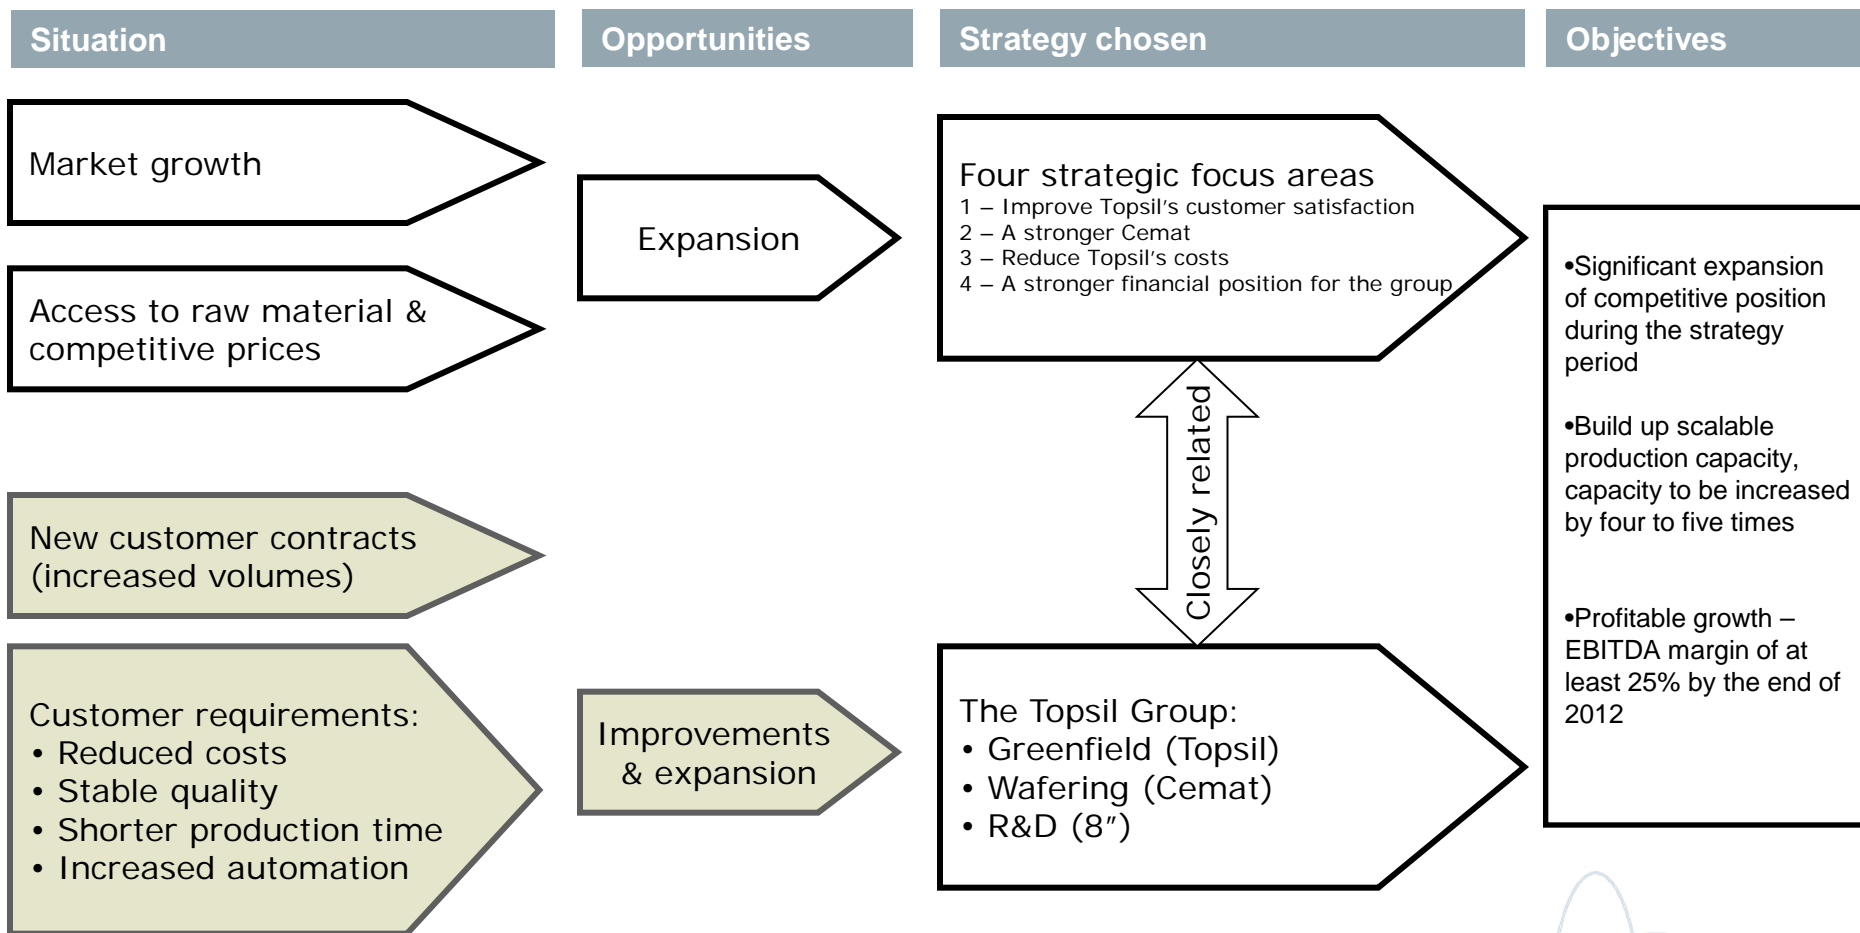 Situation
Opportunities
Strategy chosen
Objectives
Market growth
Access to raw material &
competitive prices
New customer contracts
(increased volumes)
Customer requirements:
• Reduced costs
• Stable quality
• Shorter production time
• Increased automation
Expansion
Improvements
& expansion
Four strategic focus areas
1 – Improve Topsil's customer satisfaction
2 – A stronger Cemat
3 – Reduce Topsil's costs
4 – A stronger financial position for the group
Closely related
The Topsil Group:
• Greenfield (Topsil)
• Wafering (Cemat)
• R&D (8″)
•Significant expansion
of competitive position
during the strategy
period
•Build up scalable
production capacity,
capacity to be increased
by four to five times
•Profitable growth –
EBITDA margin of at
least 25% by the end of
2012